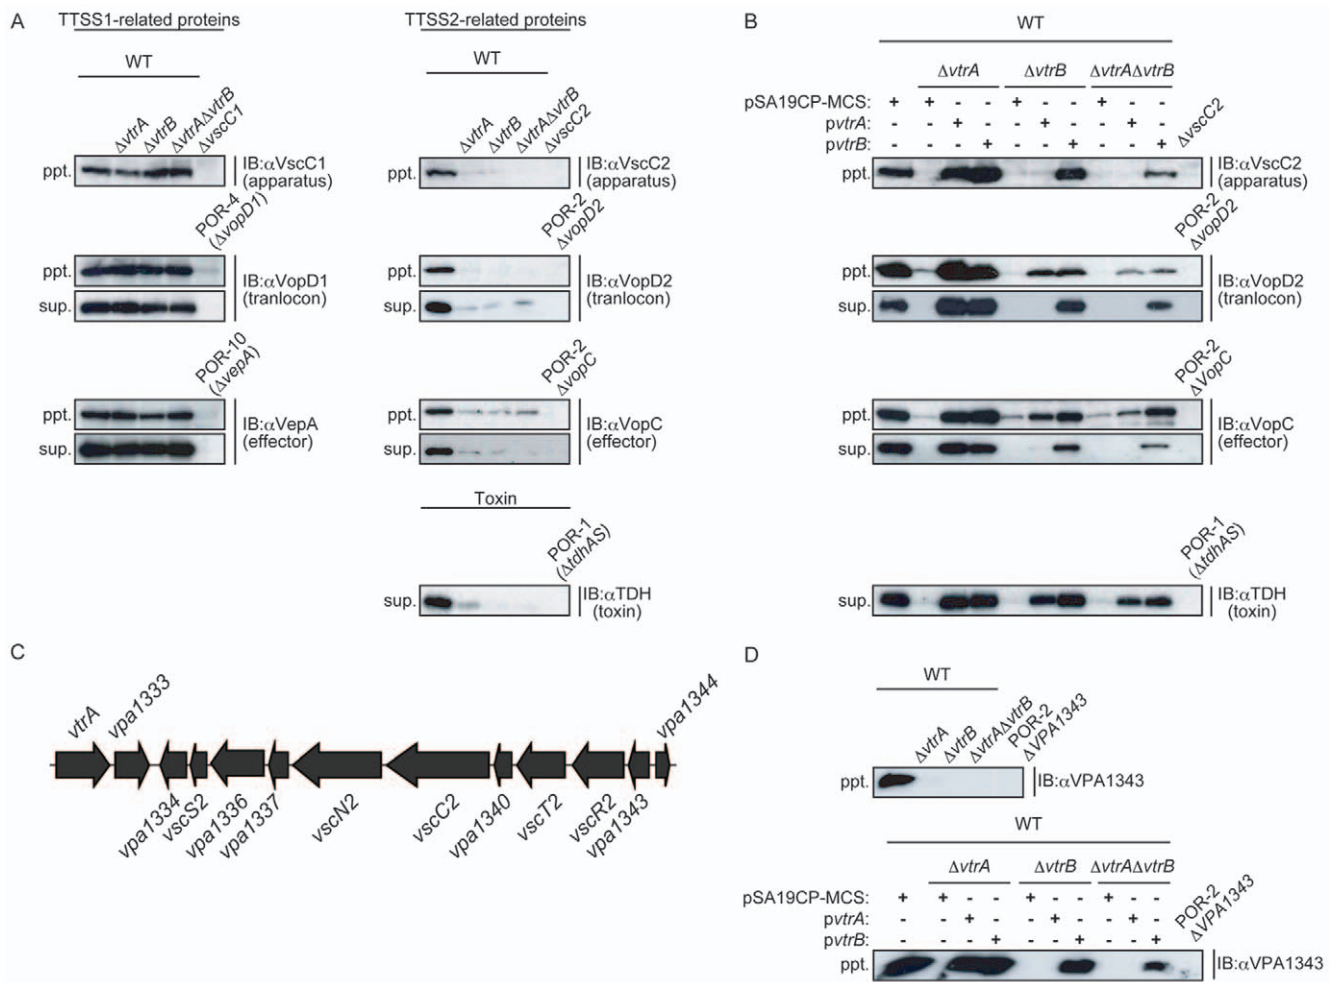 A
TTSS1-related proteins
WT
ΔvtrA
ΔvtrB
ΔvtrAΔvtrB
ΔvscC1
ppt.
IB:αVscC1
(apparatus)
POR-4
(ΔvopD1)
ppt.
sup.
IB:αVopD1
(tranlocon)
POR-10
(ΔvepA)
ppt.
sup.
IB:αVepA
(effector)
TTSS2-related proteins
WT
ΔvtrA
ΔvtrB
ΔvtrAΔvtrB
ΔvscC2
ppt.
IB:αVscC2
(apparatus)
POR-2
ΔvopD2
ppt.
sup.
IB:αVopD2
(tranlocon)
POR-2
ΔvopC
ppt.
sup.
IB:αVopC
(effector)
Toxin
POR-1
(ΔtdhAS)
sup.
IB:αTDH
(toxin)
B
WT
ΔvtrA ΔvtrB ΔvtrAΔvtrB
pSA19CP-MCS: + + - - + - - + - -
pvtrA: - - + - - + - - + -
pvtrB: - - - + - - + - - +
ΔvscC2
ppt.
IB:αVscC2
(apparatus)
POR-2
ΔvopD2
ppt.
sup.
IB:αVopD2
(tranlocon)
POR-2
ΔVopC
ppt.
sup.
IB:αVopC
(effector)
POR-1
(ΔtdhAS)
sup.
IB:αTDH
(toxin)
C
vtrA
vpa1333
vpa1344
vpa1334
vscS2
vpa1336
vpa1337
vscN2
vscC2
vpa1340
vscT2
vscR2
vpa1343
D
WT
ΔvtrA
ΔvtrB
ΔvtrAΔvtrB
POR-2
ΔVPA1343
ppt.
IB:αVPA1343
WT
ΔvtrA ΔvtrB ΔvtrAΔvtrB
pSA19CP-MCS: + + - - + - - + - -
pvtrA: - - + - - + - - + -
pvtrB: - - - + - - + - - +
POR-2
ΔVPA1343
ppt.
IB:αVPA1343